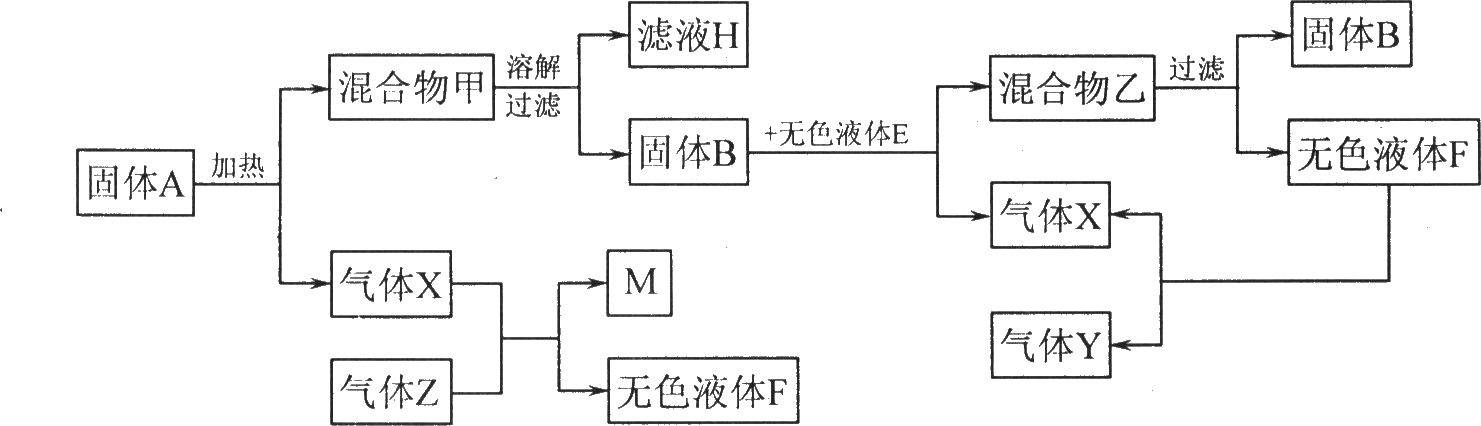 固体A
加热
混合物甲
溶解
过滤
滤液H
固体B
+无色液体E
混合物乙
过滤
固体B
无色液体F
气体X
气体Y
气体X
气体Z
M
无色液体F